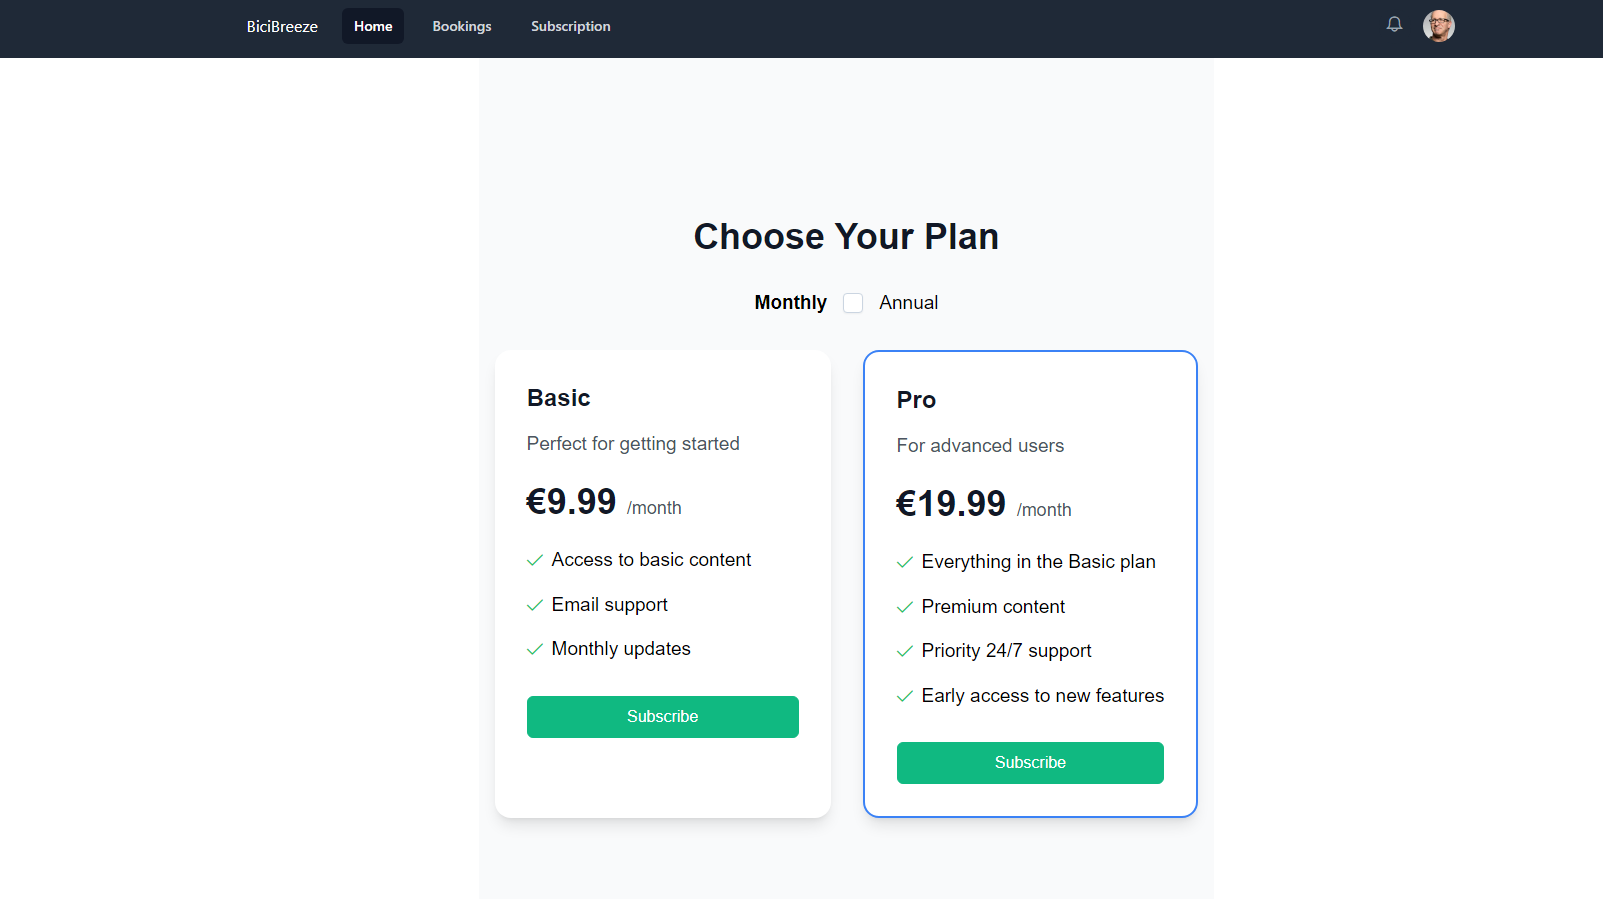 BiciBreeze Home Bookings Subscription
Choose Your Plan
Monthly Annual
Basic
Perfect for getting started
€9.99 /month
Access to basic content
Email support
Monthly updates
Subscribe
Pro
For advanced users
€19.99 /month
Everything in the Basic plan
Premium content
Priority 24/7 support
Early access to new features
Subscribe